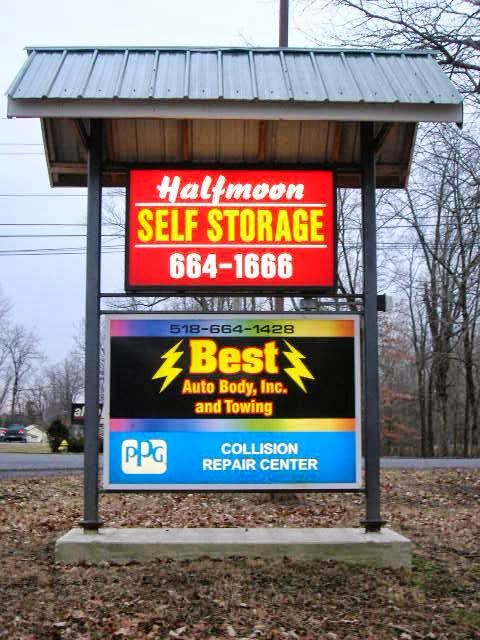 Halfmoon
SELF STORAGE
664-1666
518-664-1428
Best
Auto Body, Inc.
and Towing
PPG
COLLISION
REPAIR CENTER